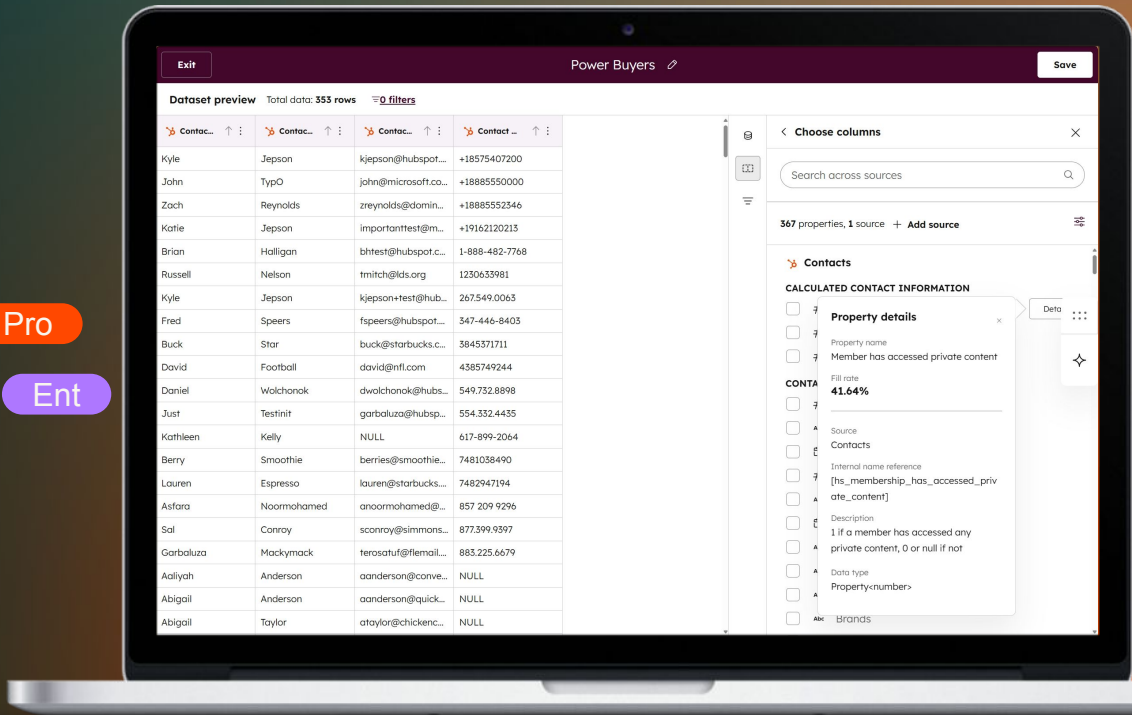 Exit
Power Buyers
Save
Dataset preview Total data: 353 rows 0 filters
Contac... Contac... Contac... Contact ...
Kyle Jepson kjepson@hubspot.... +18575407200
John TypO john@microsoft.co... +18885550000
Zach Reynolds zreynolds@domin... +18885552346
Katie Jepson importanttest@m... +19162120213
Brian Halligan bhtest@hubspot.c... 1-888-482-7768
Russell Nelson tmitch@lds.org 1230633981
Kyle Jepson kjepson+test@hub... 267.549.0063
Fred Speers fspeers@hubspot.... 347-446-8403
Buck Star buck@starbucks.c... 3845371711
David Football david@nfl.com 4385749244
Daniel Wolchonok dwolchonok@hubs... 549.732.8898
Just Testinit garbaluza@hubsp... 554.332.4435
Kathleen Kelly NULL 617-899-2064
Berry Smoothie berries@smoothie... 7481038490
Lauren Espresso lauren@starbucks.... 7482947194
Asfara Noormohamed anoormohamed@... 857 209 9296
Sal Conroy sconroy@simmons... 877.399.9397
Garbaluza Mackymack terosatuf@flemail.... 883.225.6679
Aaliyah Anderson aanderson@conve... NULL
Abigail Anderson aanderson@quick... NULL
Abigail Taylor ataylor@chickenc... NULL
Choose columns
Search across sources
367 properties, 1 source + Add source
Contacts
CALCULATED CONTACT INFORMATION
Deta
Property details
Property name
Member has accessed private content
Fill rate
41.64%
CONTA
Source
Contacts
Internal name reference
[hs_membership_has_accessed_priv
ate_content]
Description
1 if a member has accessed any
private content, 0 or null if not
Data type
Property<number>
Abc Brands
Pro
Ent